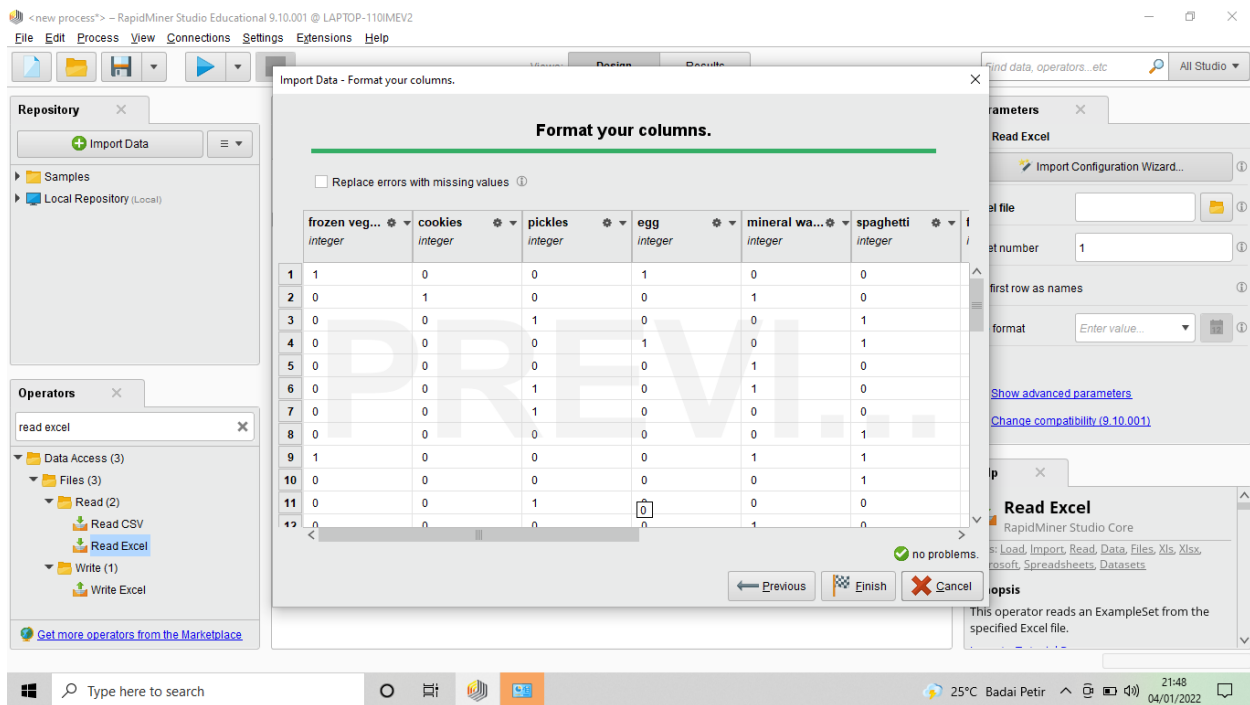 <new process*> – RapidMiner Studio Educational 9.10.001 @ LAPTOP-110IMEV2
File Edit Process View Connections Settings Extensions Help
Views: Design Results
Find data, operators...etc
All Studio
Repository
Import Data
Samples
Local Repository (Local)
Operators
read excel
Data Access (3)
Files (3)
Read (2)
Read CSV
Read Excel
Write (1)
Write Excel
Get more operators from the Marketplace
Import Data - Format your columns.
Format your columns.
Replace errors with missing values
frozen veg... cookies pickles egg mineral wa... spaghetti f
integer integer integer integer integer integer i
1 1 0 0 1 0 0
2 0 1 0 0 1 0
3 0 0 1 0 0 1
4 0 0 0 1 0 1
5 0 0 0 0 1 0
6 0 0 1 0 1 0
7 0 0 1 0 0 0
8 0 0 0 0 0 1
9 1 0 0 0 1 1
10 0 0 0 0 0 1
11 0 0 1 0 0 0
12 0 0 0 0 1 0
0
PREVI...
no problems.
Previous Finish Cancel
rameters
Read Excel
Import Configuration Wizard...
el file
et number 1
first row as names
format Enter value...
Show advanced parameters
Change compatibility (9.10.001)
lp
Read Excel
RapidMiner Studio Core
s: Load, Import, Read, Data, Files, Xls, Xlsx,
rosoft, Spreadsheets, Datasets
nopsis
This operator reads an ExampleSet from the
specified Excel file.
Type here to search
25°C Badai Petir
21:48
04/01/2022